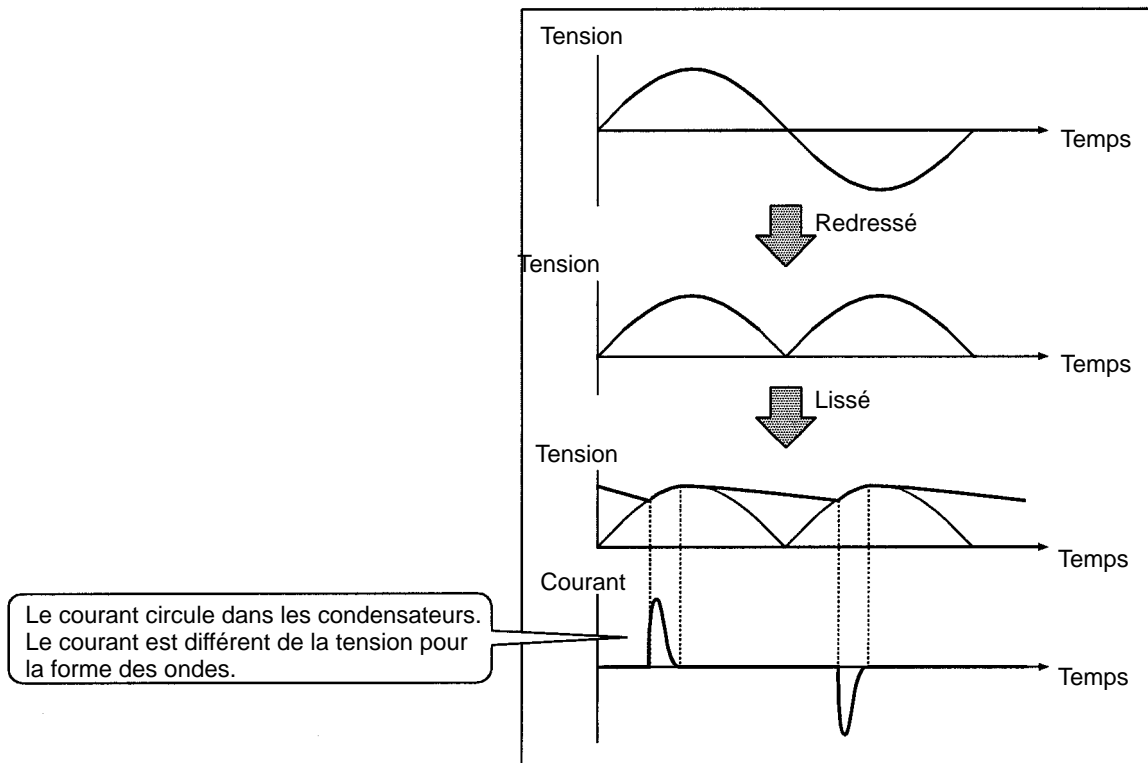 Tension
Temps
Redressé
Tension
Temps
Lissé
Tension
Temps
Courant
Le courant circule dans les condensateurs.
Le courant est différent de la tension pour
la forme des ondes.
Temps